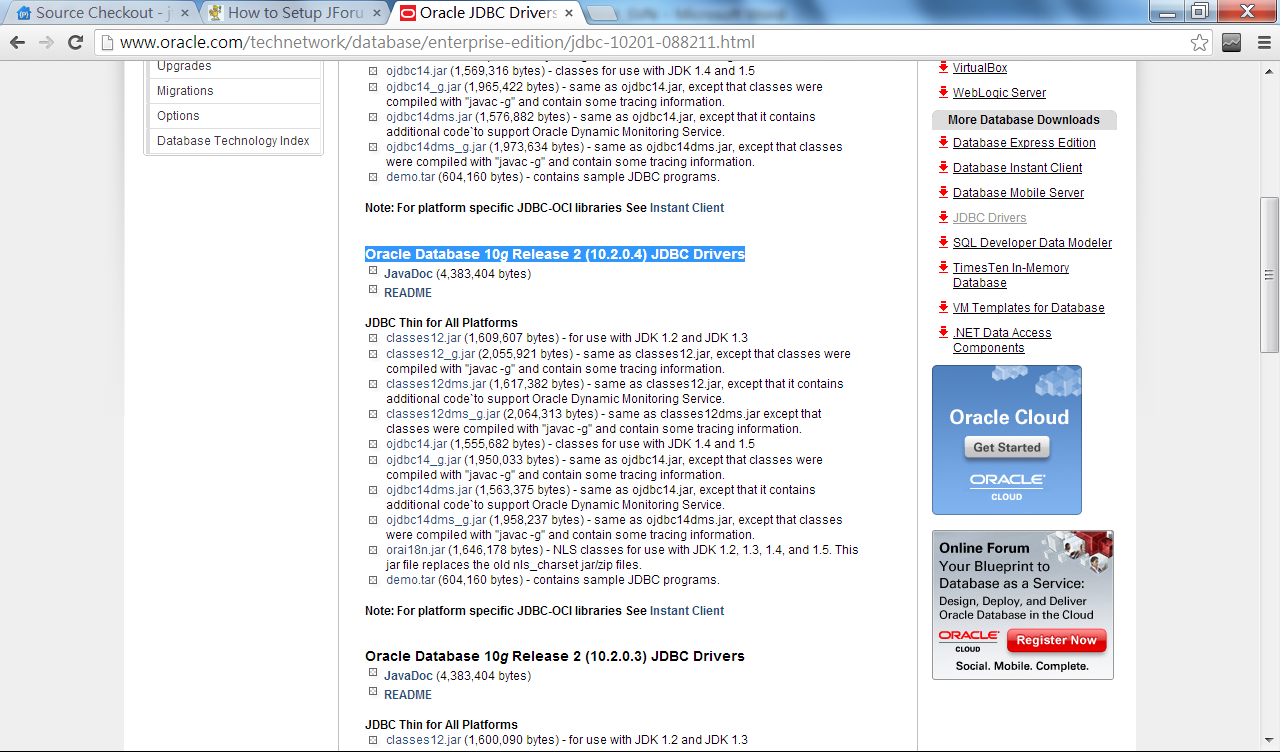 Source Checkout - j
How to Setup JForu
Oracle JDBC Drivers
www.oracle.com/technetwork/database/enterprise-edition/jdbc-10201-088211.html
Upgrades
Migrations
Options
Database Technology Index
ojdbc14.jar (1,569,316 bytes) - classes for use with JDK 1.4 and 1.5
ojdbc14_g.jar (1,965,422 bytes) - same as ojdbc14.jar, except that classes were
compiled with "javac -g" and contain some tracing information.
ojdbc14dms.jar (1,576,882 bytes) - same as ojdbc14.jar, except that it contains
additional code`to support Oracle Dynamic Monitoring Service.
ojdbc14dms_g.jar (1,973,634 bytes) - same as ojdbc14dms.jar, except that classes
were compiled with "javac -g" and contain some tracing information.
demo.tar (604,160 bytes) - contains sample JDBC programs.
Note: For platform specific JDBC-OCI libraries See Instant Client
Oracle Database 10g Release 2 (10.2.0.4) JDBC Drivers
JavaDoc (4,383,404 bytes)
README
JDBC Thin for All Platforms
classes12.jar (1,609,607 bytes) - for use with JDK 1.2 and JDK 1.3
classes12_g.jar (2,055,921 bytes) - same as classes12.jar, except that classes were
compiled with "javac -g" and contain some tracing information.
classes12dms.jar (1,617,382 bytes) - same as classes12.jar, except that it contains
additional code`to support Oracle Dynamic Monitoring Service.
classes12dms_g.jar (2,064,313 bytes) - same as classes12dms.jar except that
classes were compiled with "javac -g" and contain some tracing information.
ojdbc14.jar (1,555,682 bytes) - classes for use with JDK 1.4 and 1.5
ojdbc14_g.jar (1,950,033 bytes) - same as ojdbc14.jar, except that classes were
compiled with "javac -g" and contain some tracing information.
ojdbc14dms.jar (1,563,375 bytes) - same as ojdbc14.jar, except that it contains
additional code`to support Oracle Dynamic Monitoring Service.
ojdbc14dms_g.jar (1,958,237 bytes) - same as ojdbc14dms.jar, except that classes
were compiled with "javac -g" and contain some tracing information.
orai18n.jar (1,646,178 bytes) - NLS classes for use with JDK 1.2, 1.3, 1.4, and 1.5. This
jar file replaces the old nls_charset jar/zip files.
demo.tar (604,160 bytes) - contains sample JDBC programs.
Note: For platform specific JDBC-OCI libraries See Instant Client
Oracle Database 10g Release 2 (10.2.0.3) JDBC Drivers
JavaDoc (4,383,404 bytes)
README
JDBC Thin for All Platforms
classes12.jar (1,600,090 bytes) - for use with JDK 1.2 and JDK 1.3
VirtualBox
WebLogic Server
More Database Downloads
Database Express Edition
Database Instant Client
Database Mobile Server
JDBC Drivers
SQL Developer Data Modeler
TimesTen In-Memory
Database
VM Templates for Database
.NET Data Access
Components
Oracle Cloud
Get Started
ORACLE
CLOUD
Online Forum
Your Blueprint to
Database as a Service:
Design, Deploy, and Deliver
Oracle Database in the Cloud
ORACLE
CLOUD
Register Now
Social. Mobile. Complete.